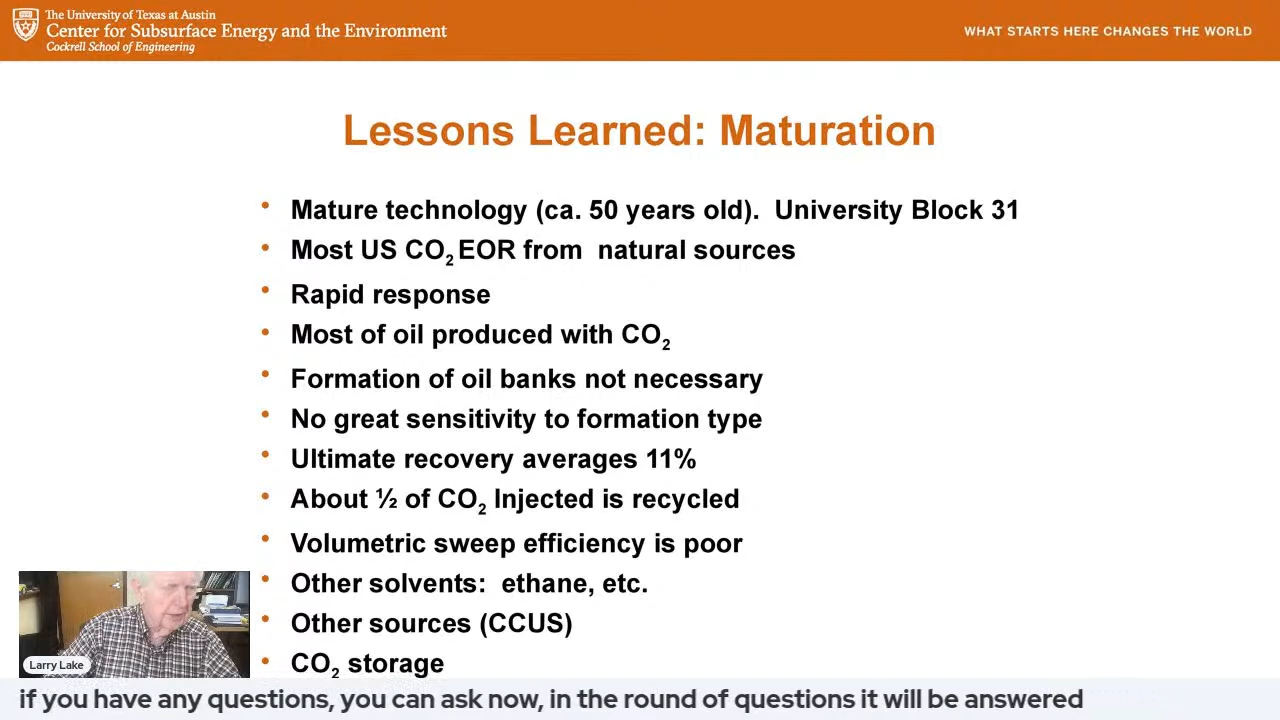 The University of Texas at Austin
Center for Subsurface Energy and the Environment
Cockrell School of Engineering
WHAT STARTS HERE CHANGES THE WORLD
Lessons Learned: Maturation
• Mature technology (ca. 50 years old).  University Block 31
• Most US CO₂ EOR from  natural sources
• Rapid response
• Most of oil produced with CO₂
• Formation of oil banks not necessary
• No great sensitivity to formation type
• Ultimate recovery averages 11%
• About ½ of CO₂ Injected is recycled
• Volumetric sweep efficiency is poor
• Other solvents:  ethane, etc.
• Other sources (CCUS)
• CO₂ storage
Larry Lake
if you have any questions, you can ask now, in the round of questions it will be answered